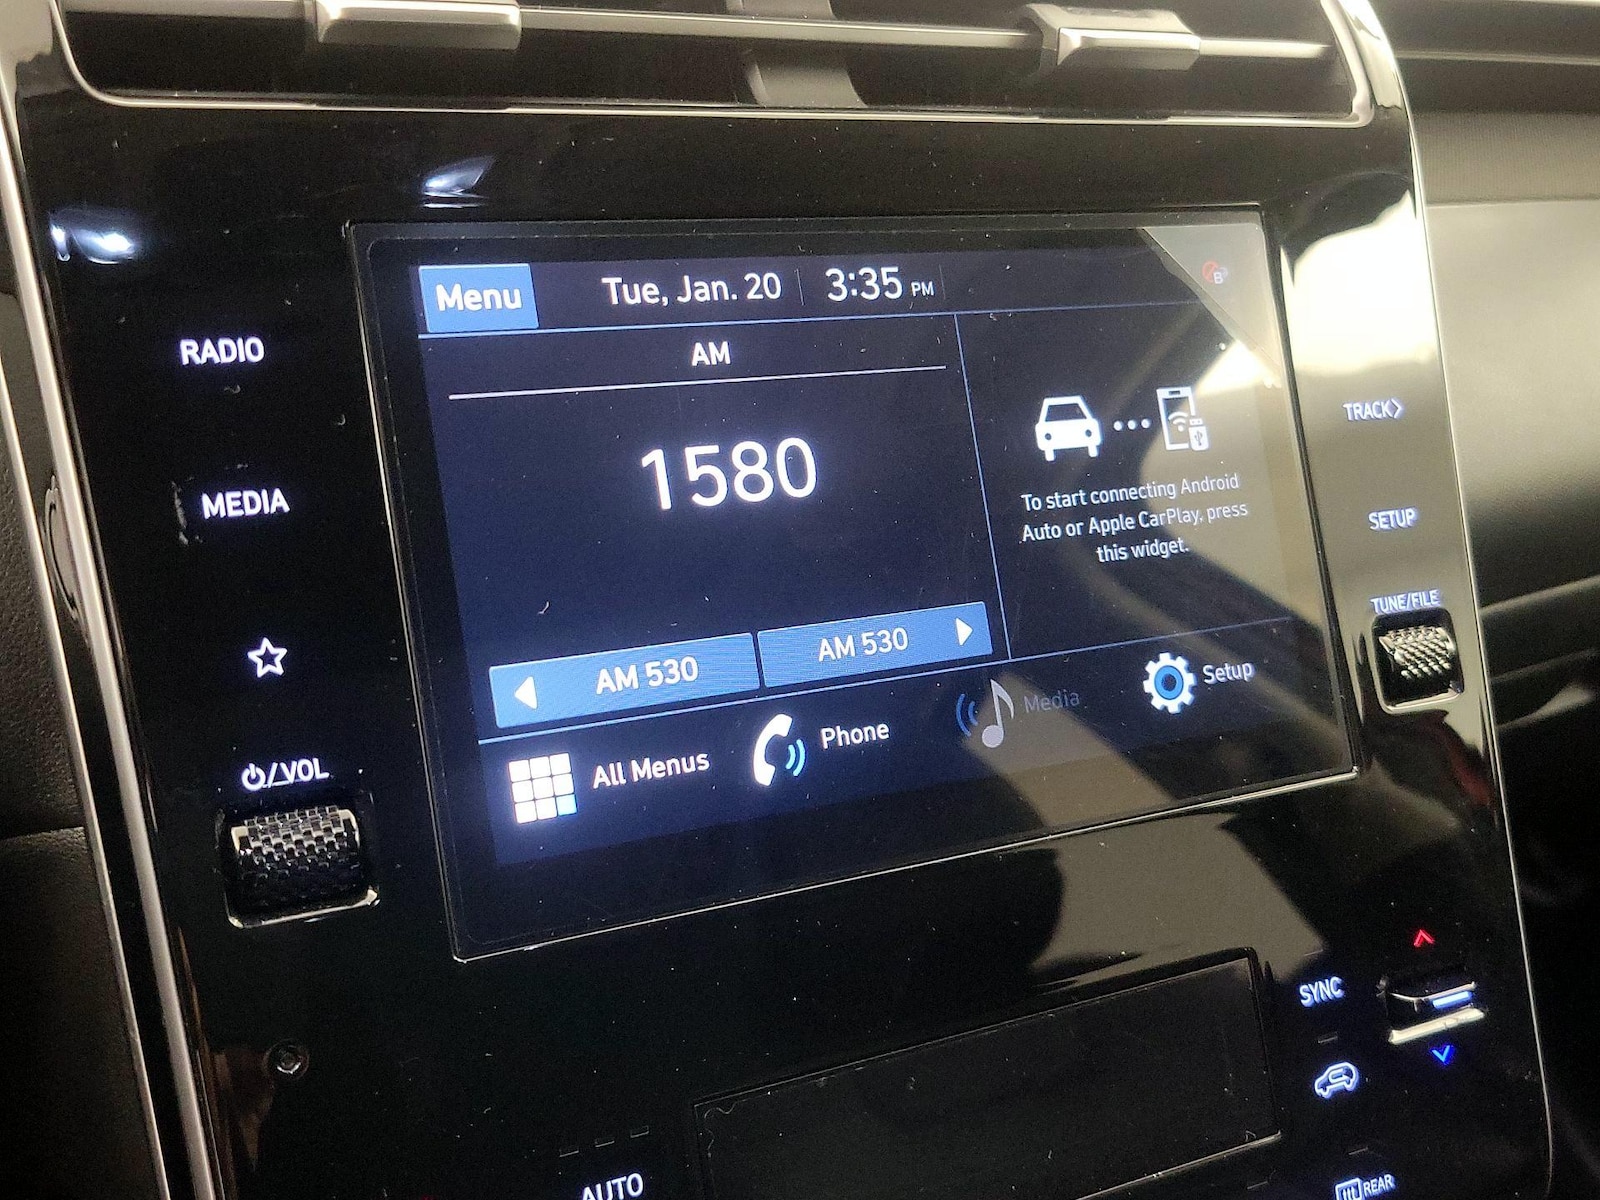 Menu
Tue, Jan. 20
3:35 PM
AM
1580
AM 530
AM 530
To start connecting Android
Auto or Apple CarPlay, press
this widget.
All Menus
Phone
Media
Setup
RADIO
MEDIA
/VOL
TRACK>
SETUP
TUNE/FILE
SYNC
AUTO
REAR